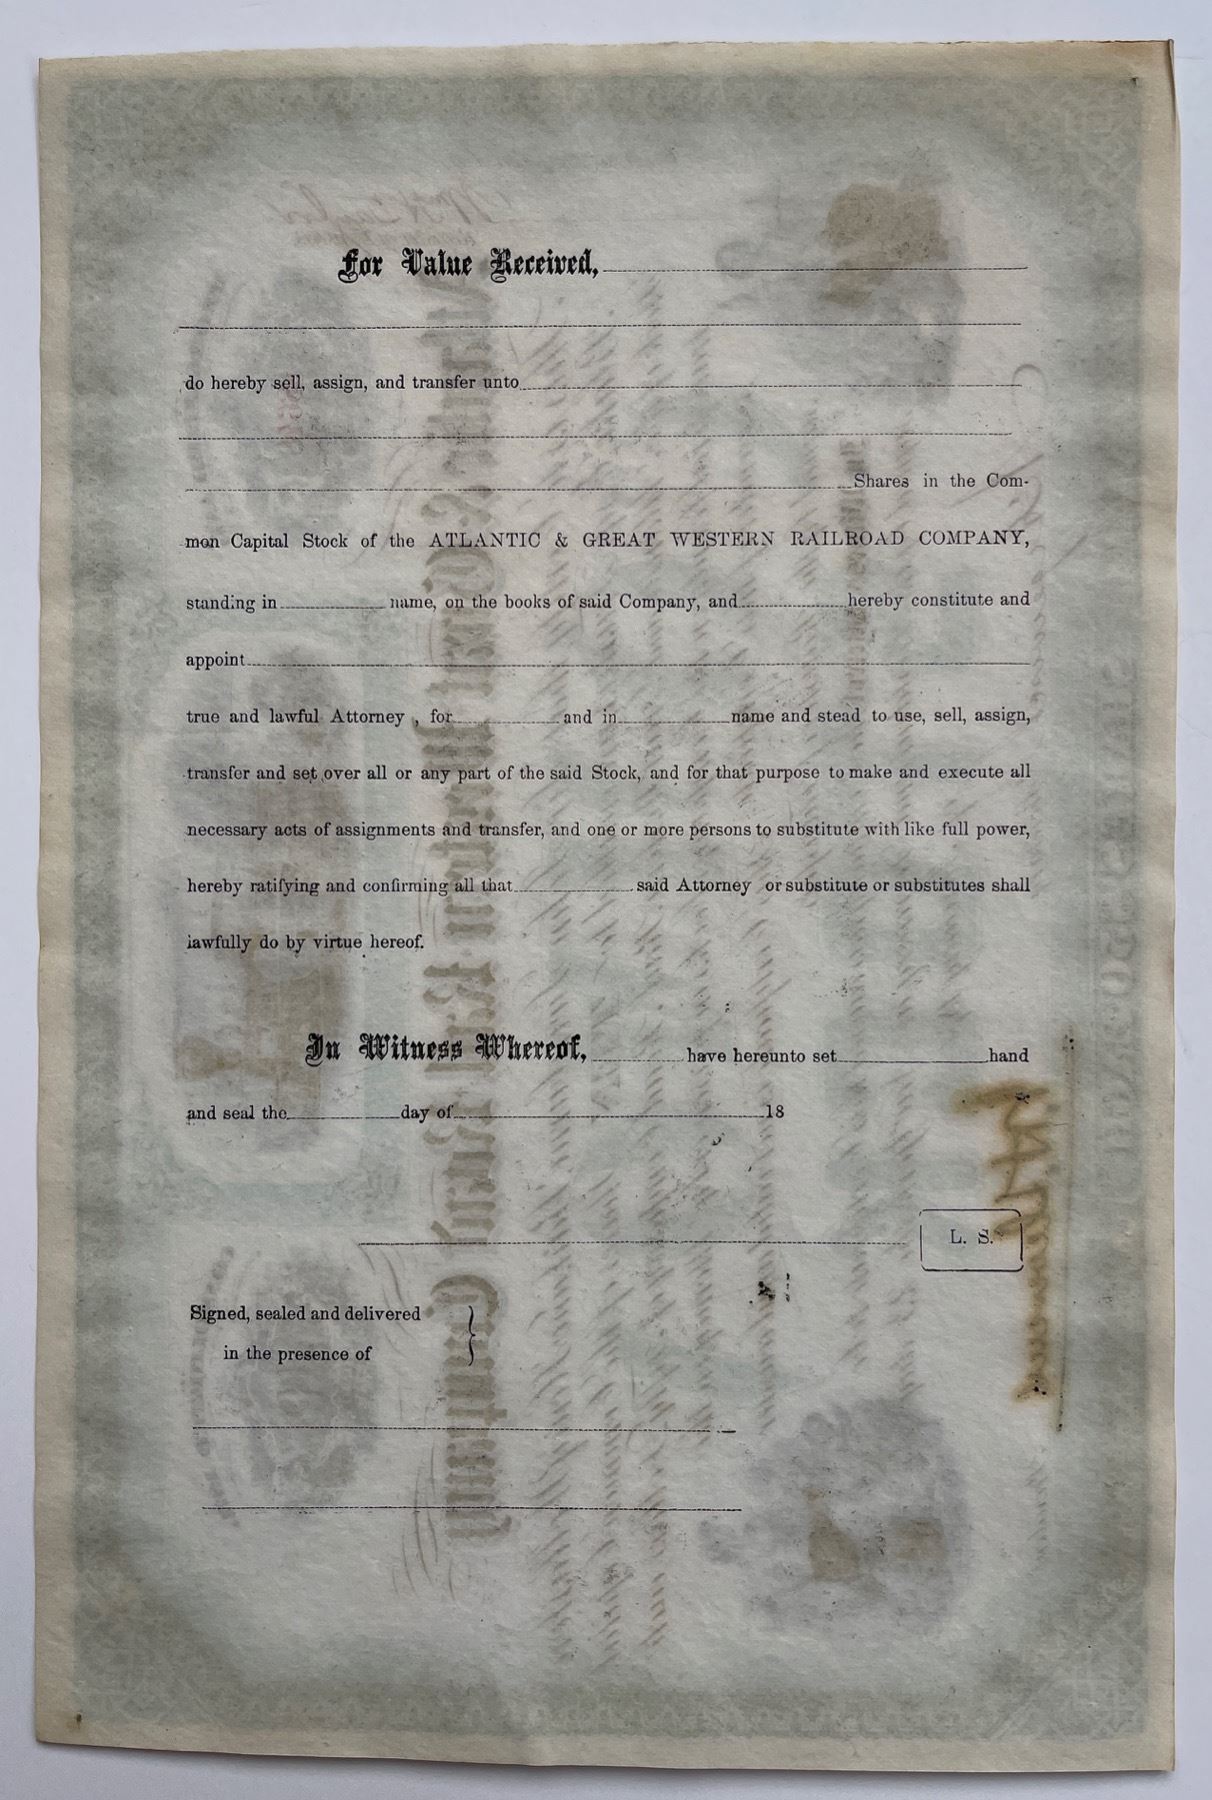 For Value Received,
do hereby sell, assign, and transfer unto
Shares in the Com-
mon Capital Stock of the ATLANTIC & GREAT WESTERN RAILROAD COMPANY,
standing in name, on the books of said Company, and hereby constitute and
appoint
true and lawful Attorney , for and in name and stead to use, sell, assign,
transfer and set over all or any part of the said Stock, and for that purpose to make and execute all
necessary acts of assignments and transfer, and one or more persons to substitute with like full power,
hereby ratifying and confirming all that said Attorney or substitute or substitutes shall
lawfully do by virtue hereof.
In Witness Whereof, have hereunto set hand
and seal the day of 18
L. S.
Signed, sealed and delivered
in the presence of